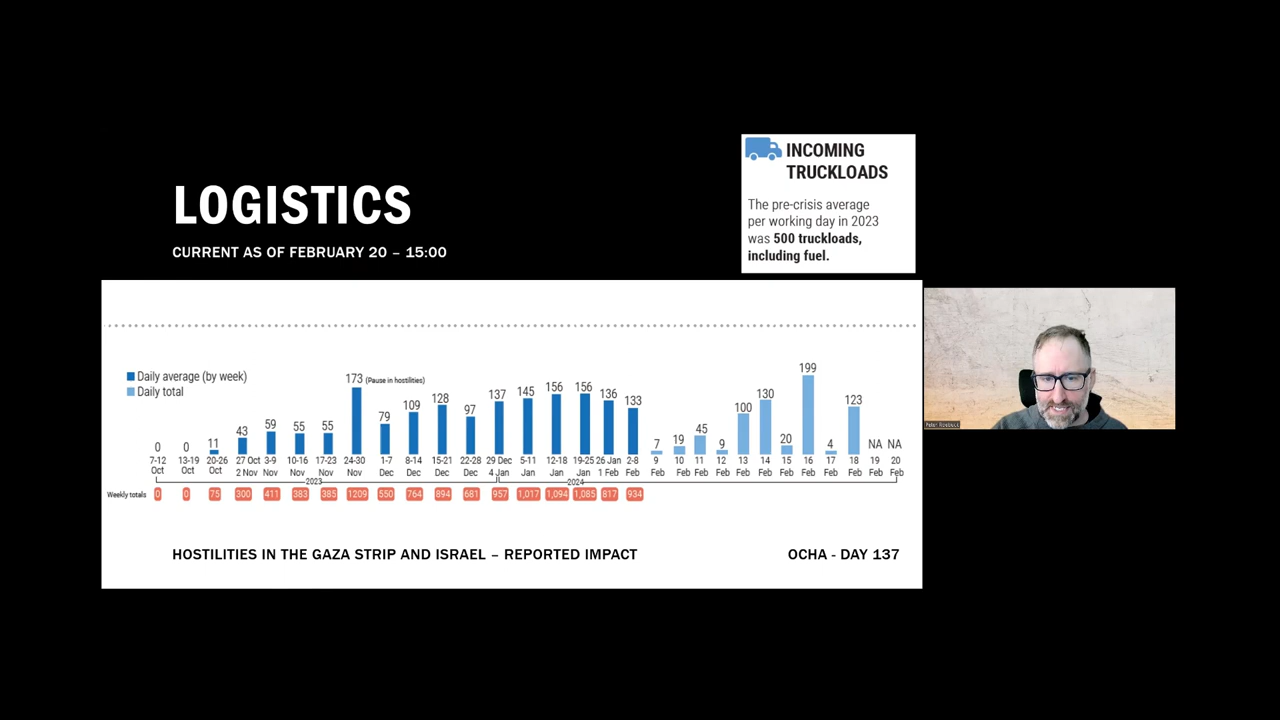 INCOMING
TRUCKLOADS
The pre-crisis average
per working day in 2023
was 500 truckloads,
including fuel.
LOGISTICS
CURRENT AS OF FEBRUARY 20 – 15:00
Daily average (by week)
Daily total
0 0 11 43 59 55 55 173 (Pause in hostilities) 79 109 128 97 137 145 156 156 136 133 7 19 45 9 100 130 20 199 4 123 NA NA
7-12 13-19 20-26 27 Oct 3-9 10-16 17-23 24-30 1-7 8-14 15-21 22-28 29 Dec 5-11 12-18 19-25 26 Jan 2-8 9 10 11 12 13 14 15 16 17 18 19 20
Oct Oct Oct 2 Nov Nov Nov Nov Nov Dec Dec Dec Dec 4 Jan Jan Jan Jan 1 Feb Feb Feb Feb Feb Feb Feb Feb Feb Feb Feb Feb Feb Feb
2023 2024
Weekly totals 0 0 75 300 411 383 385 1209 550 764 894 681 957 1,017 1,094 1,085 817 934
HOSTILITIES IN THE GAZA STRIP AND ISRAEL – REPORTED IMPACT
OCHA - DAY 137